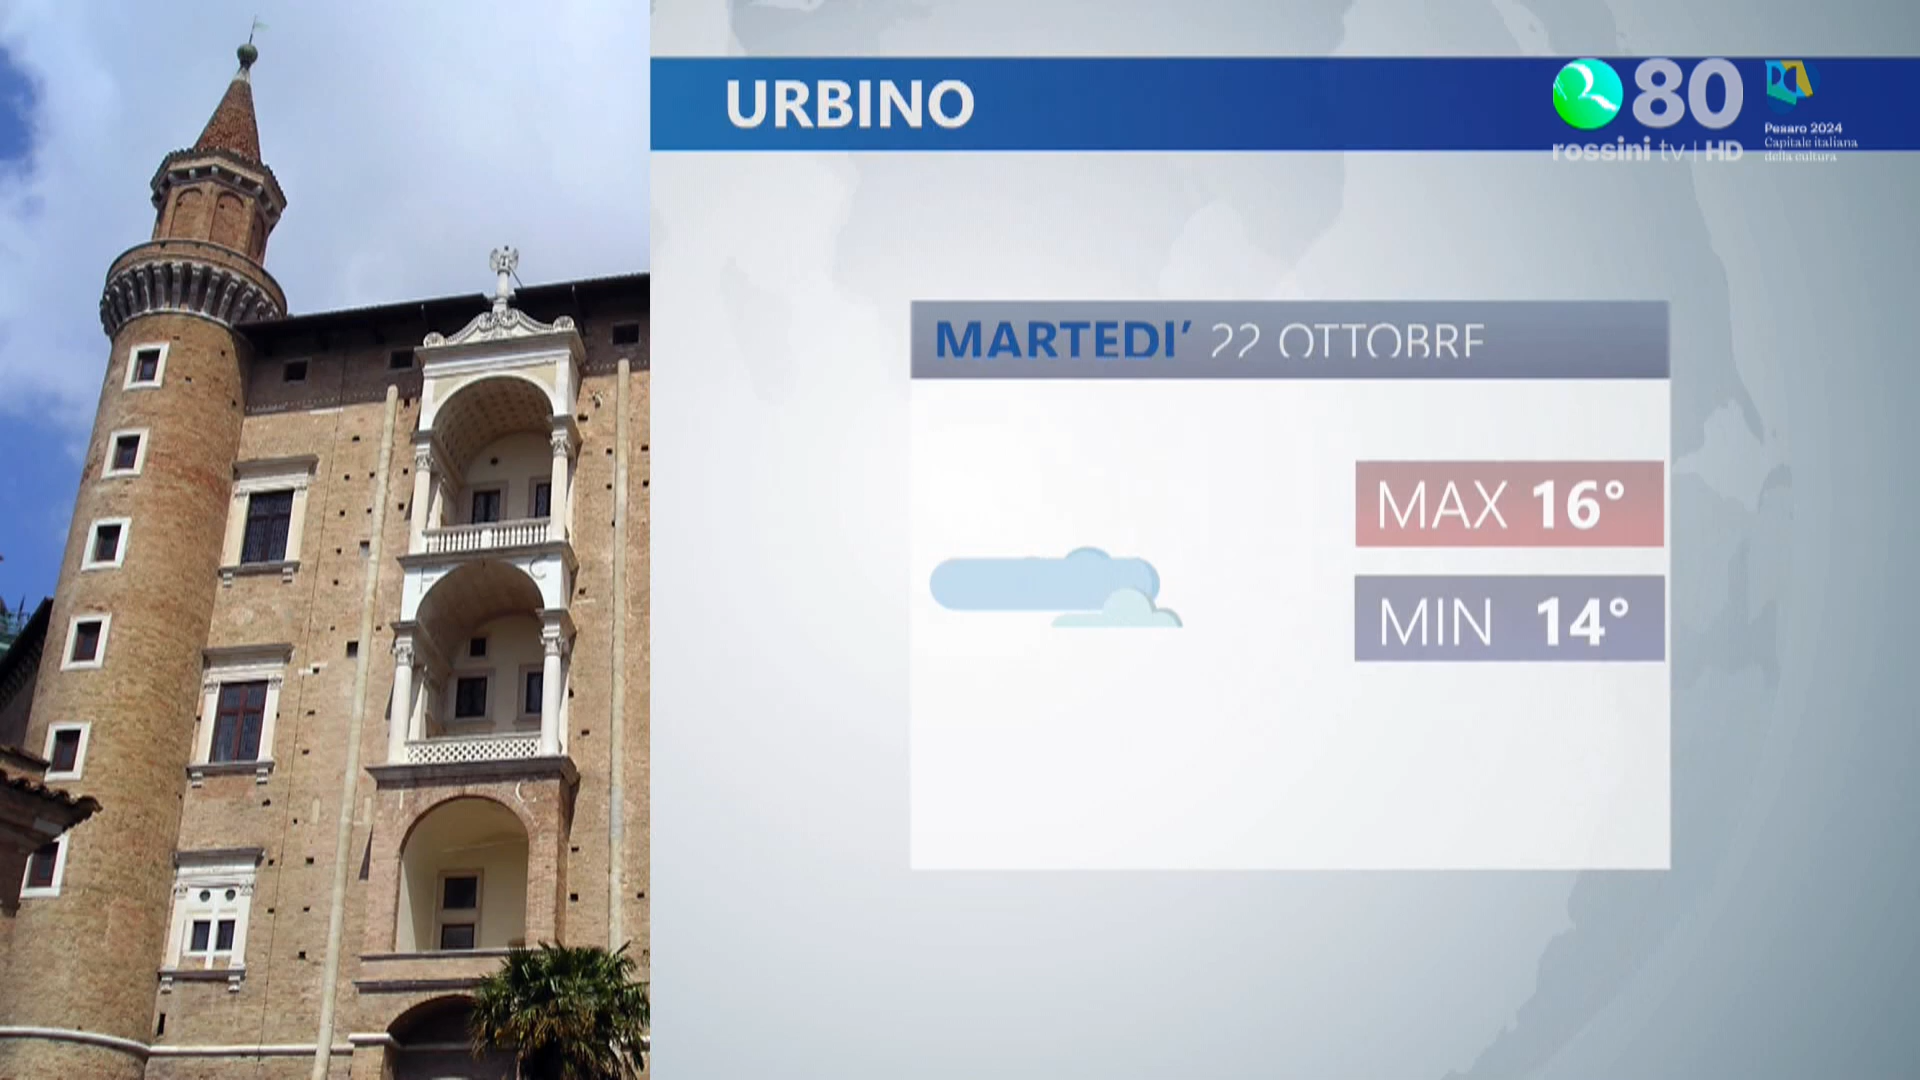 URBINO
80
rossini tv | HD
Pesaro 2024
Capitale italiana
della cultura
MARTEDI’ 22 OTTOBRE
MAX 16°
MIN 14°